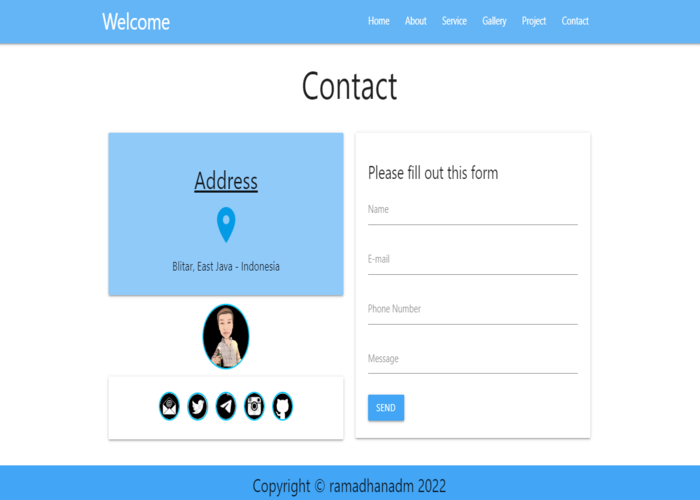 Welcome
Home About Service Gallery Project Contact
Contact
Address
Blitar, East Java - Indonesia
Please fill out this form
Name
E-mail
Phone Number
Message
SEND
Copyright © ramadhanadm 2022